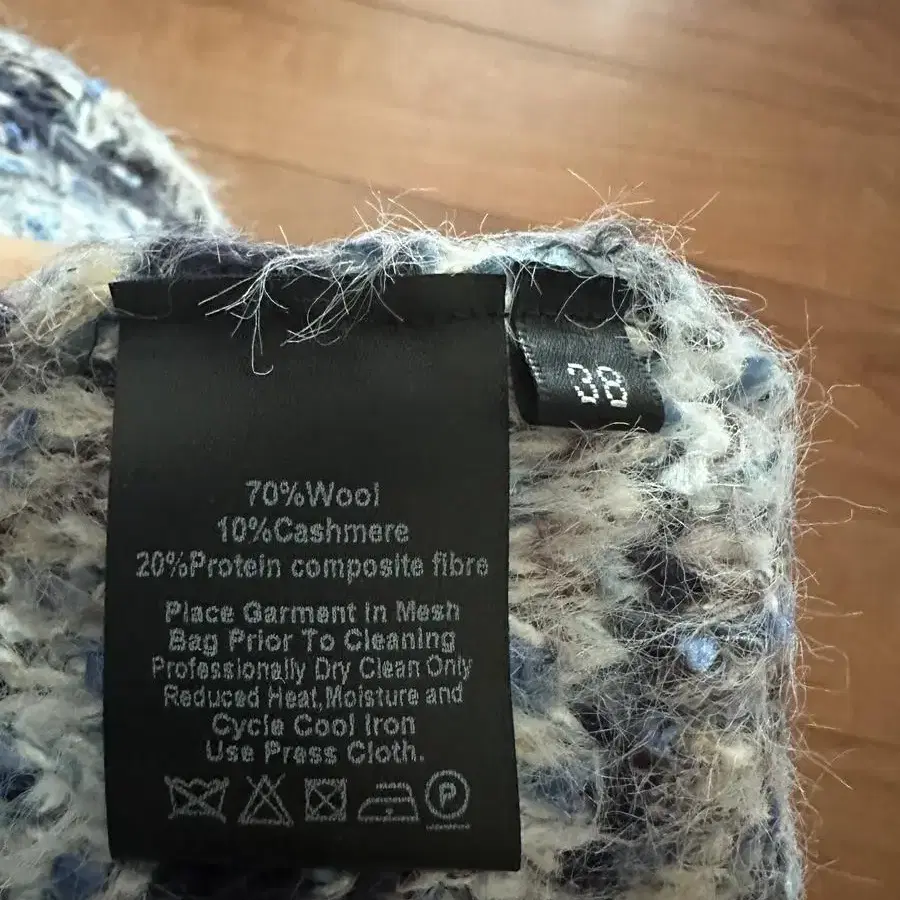 38
70%Wool
10%Cashmere
20%Protein composite fibre
Place Garment In Mesh
Bag Prior To Cleaning
Professionally Dry Clean Only
Reduced Heat,Moisture and
Cycle Cool Iron
Use Press Cloth.
P